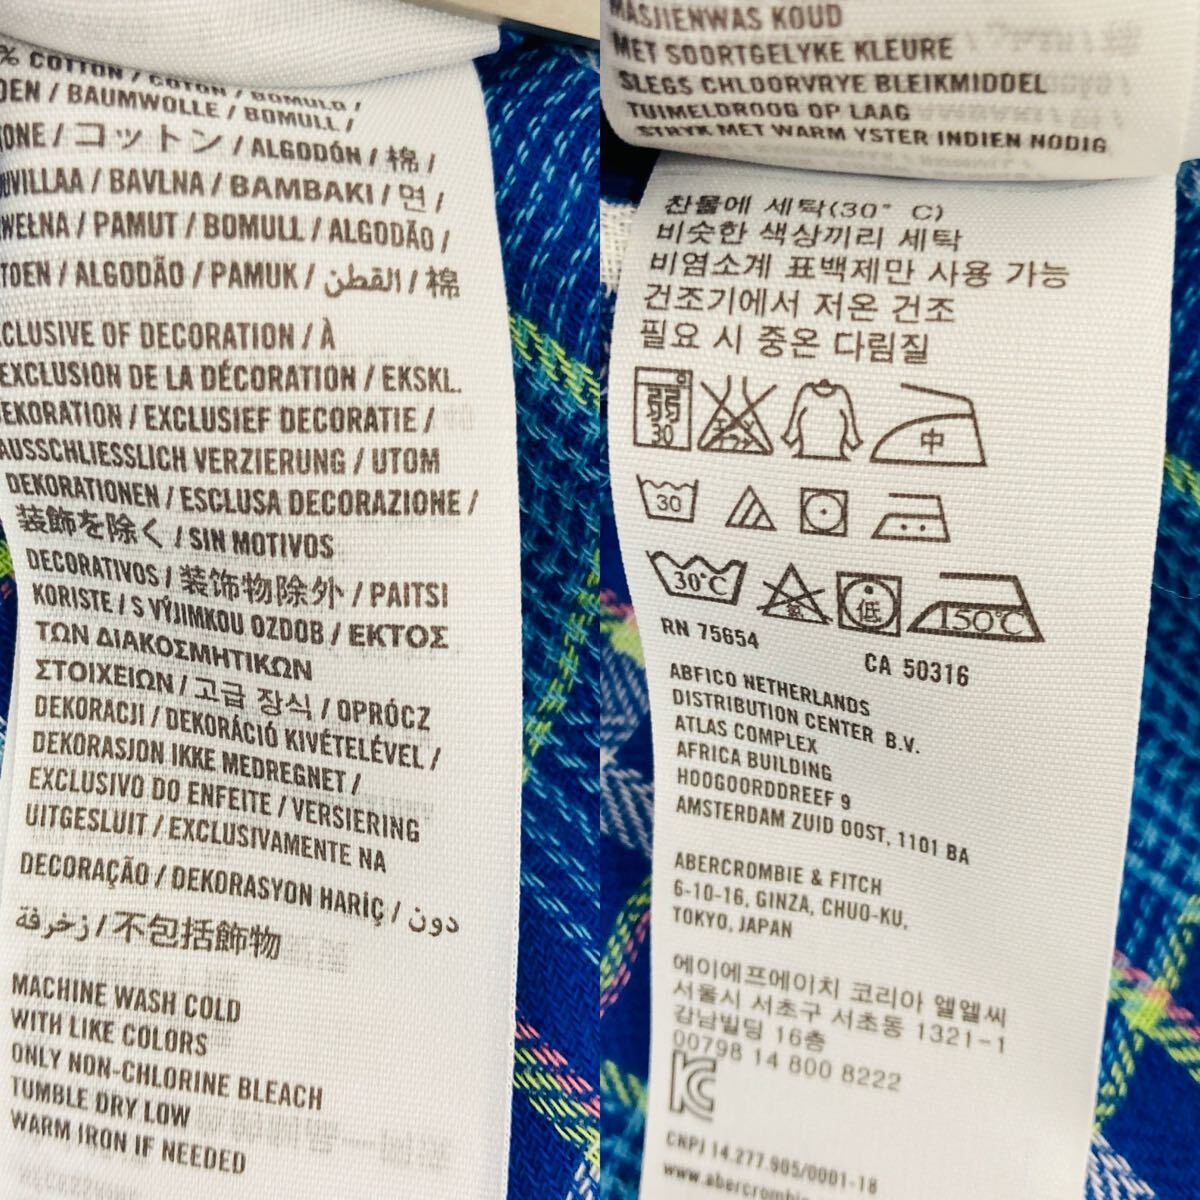 % COTTON / COTON / BOMULD /
/ BAUMWOLLE / BOMULL /
/ コットン / ALGODÓN / 棉 /
/ BAVLNA / BAMBAKI / 면 /
/ PAMUT / BOMULL / ALGODÃO /
/ ALGODÃO / PAMUK / القطن / 棉
CLUSIVE OF DECORATION / À
EXCLUSION DE LA DÉCORATION / EKSKL.
EKORATION / EXCLUSIEF DECORATIE /
AUSSCHLIESSLICH VERZIERUNG / UTOM
DEKORATIONEN / ESCLUSA DECORAZIONE /
装飾を除く / SIN MOTIVOS
DECORATIVOS / 装饰物除外 / PAITSI
KORISTE / S VÝJIMKOU OZDOB / ΕΚΤΟΣ
ΤΩΝ ΔΙΑΚΟΣΜΗΤΙΚΩΝ
ΣΤΟΙΧΕΙΩΝ / 고급 장식 / OPRÓCZ
DEKORACJI / DEKORÁCIÓ KIVÉTELÉVEL /
DEKORASJON IKKE MEDREGNET /
EXCLUSIVO DO ENFEITE / VERSIERING
UITGESLUIT / EXCLUSIVAMENTE NA
DECORAÇÃO / DEKORASYON HARIÇ / دون
زخرفة / 不包括飾物
MACHINE WASH COLD
WITH LIKE COLORS
ONLY NON-CHLORINE BLEACH
TUMBLE DRY LOW
WARM IRON IF NEEDED
MASJIENWAS KOUD
MET SOORTGELYKE KLEURE
SLEGS CHLOORVRYE BLEIKMIDDEL
TUIMELDROOG OP LAAG
STRYK MET WARM YSTER INDIEN NODIG
찬물에 세탁(30° C)
비슷한 색상끼리 세탁
비염소계 표백제만 사용 가능
건조기에서 저온 건조
필요 시 중온 다림질
弱 30 中
30
30°C 低 150℃
RN 75654
CA 50316
ABFICO NETHERLANDS
DISTRIBUTION CENTER B.V.
ATLAS COMPLEX
AFRICA BUILDING
HOOGOORDDREEF 9
AMSTERDAM ZUID OOST, 1101 BA
ABERCROMBIE & FITCH
6-10-16, GINZA, CHUO-KU,
TOKYO, JAPAN
에이에프에이치 코리아 엘엘씨
서울시 서초구 서초동 1321-1
강남빌딩 16층
00798 14 800 8222
KC
CNPJ 14.277.905/0001-18
www.abercrombie